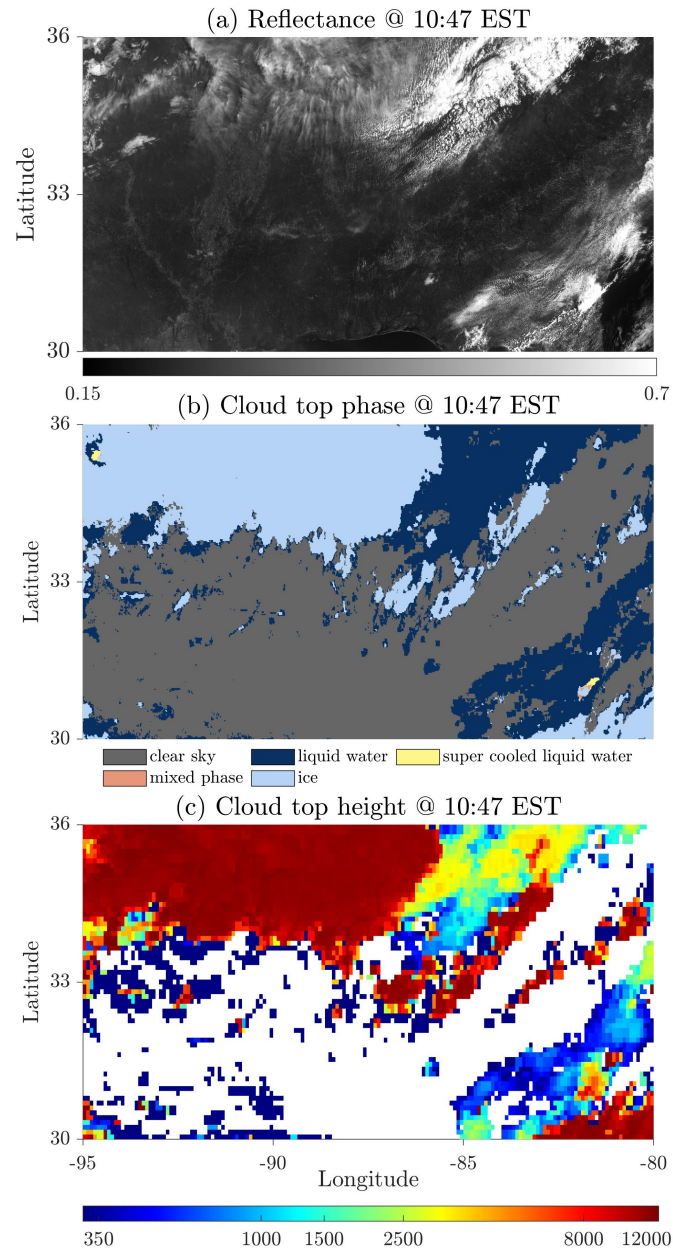 (a) Reflectance @ 10:47 EST
36
33
30
Latitude
0.15 0.7
(b) Cloud top phase @ 10:47 EST
36
33
30
Latitude
clear sky liquid water super cooled liquid water
mixed phase ice
(c) Cloud top height @ 10:47 EST
36
33
30
Latitude
-95 -90 -85 -80
Longitude
350 1000 1500 2500 8000 12000